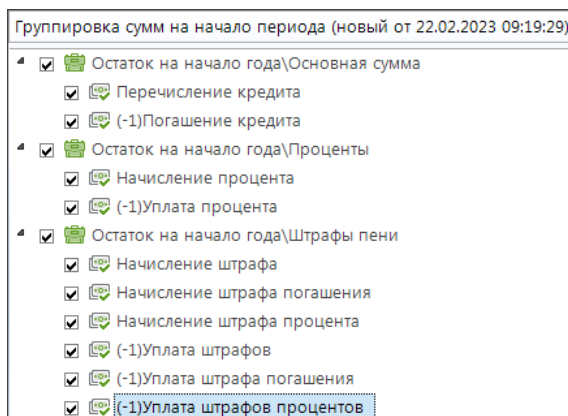 Группировка сумм на начало периода (новый от 22.02.2023 09:19:29)
Остаток на начало года\Основная сумма
Перечисление кредита
(-1)Погашение кредита
Остаток на начало года\Проценты
Начисление процента
(-1)Уплата процента
Остаток на начало года\Штрафы пени
Начисление штрафа
Начисление штрафа погашения
Начисление штрафа процента
(-1)Уплата штрафов
(-1)Уплата штрафа погашения
(-1)Уплата штрафов процентов